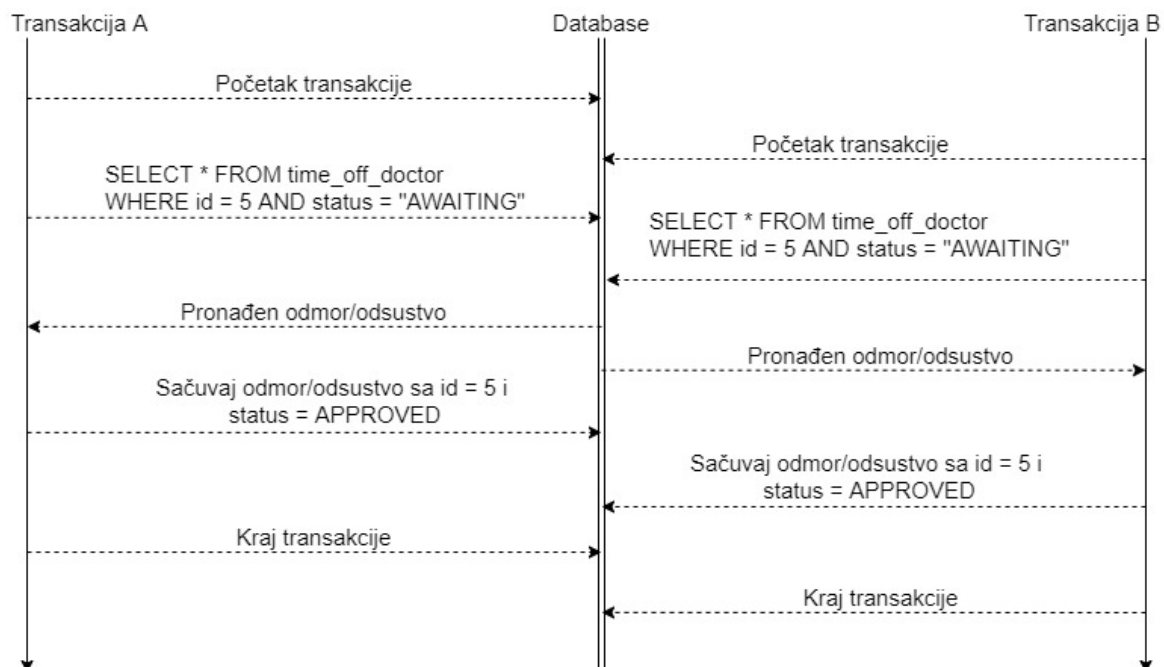 Transakcija A
Database
Transakcija B
Početak transakcije
Početak transakcije
SELECT * FROM time_off_doctor
WHERE id = 5 AND status = "AWAITING"
SELECT * FROM time_off_doctor
WHERE id = 5 AND status = "AWAITING"
Pronađen odmor/odsustvo
Pronađen odmor/odsustvo
Sačuvaj odmor/odsustvo sa id = 5 i
status = APPROVED
Sačuvaj odmor/odsustvo sa id = 5 i
status = APPROVED
Kraj transakcije
Kraj transakcije